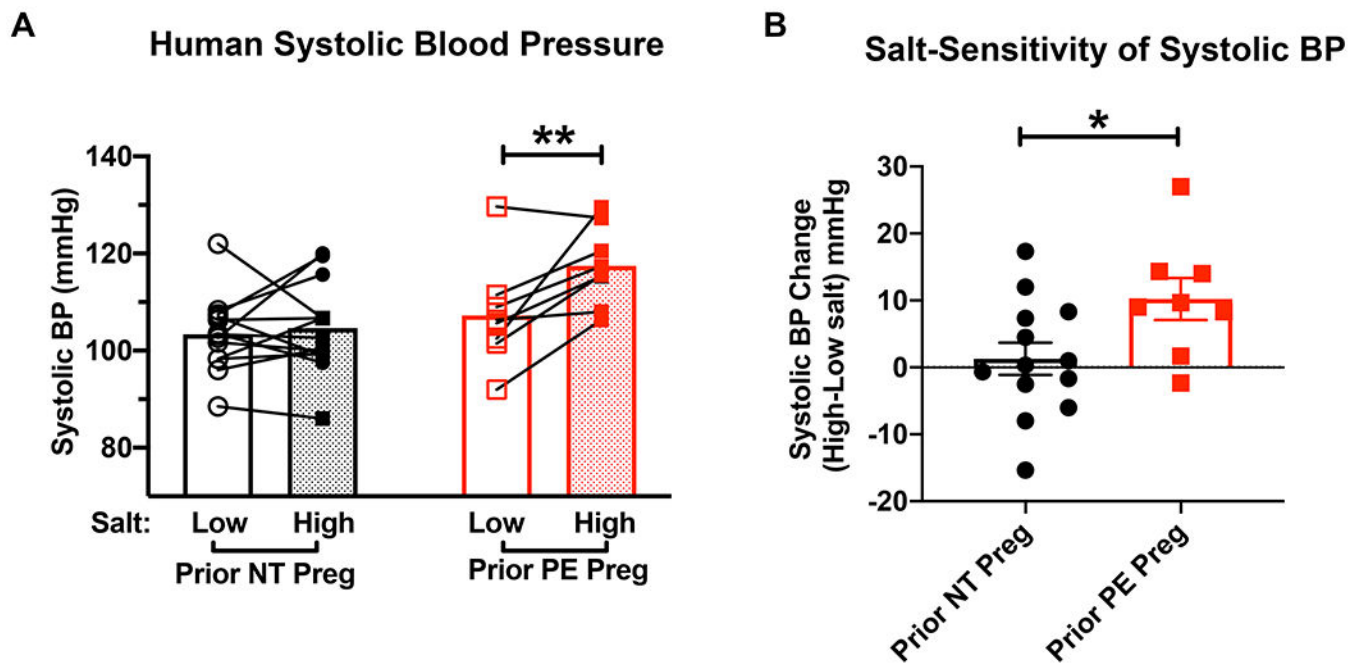 A
Human Systolic Blood Pressure
**
Systolic BP (mmHg)
140
120
100
80
Salt: Low High Low High
Prior NT Preg Prior PE Preg
B
Salt-Sensitivity of Systolic BP
*
Systolic BP Change
(High-Low salt) mmHg
30
20
10
0
-10
-20
Prior NT Preg
Prior PE Preg